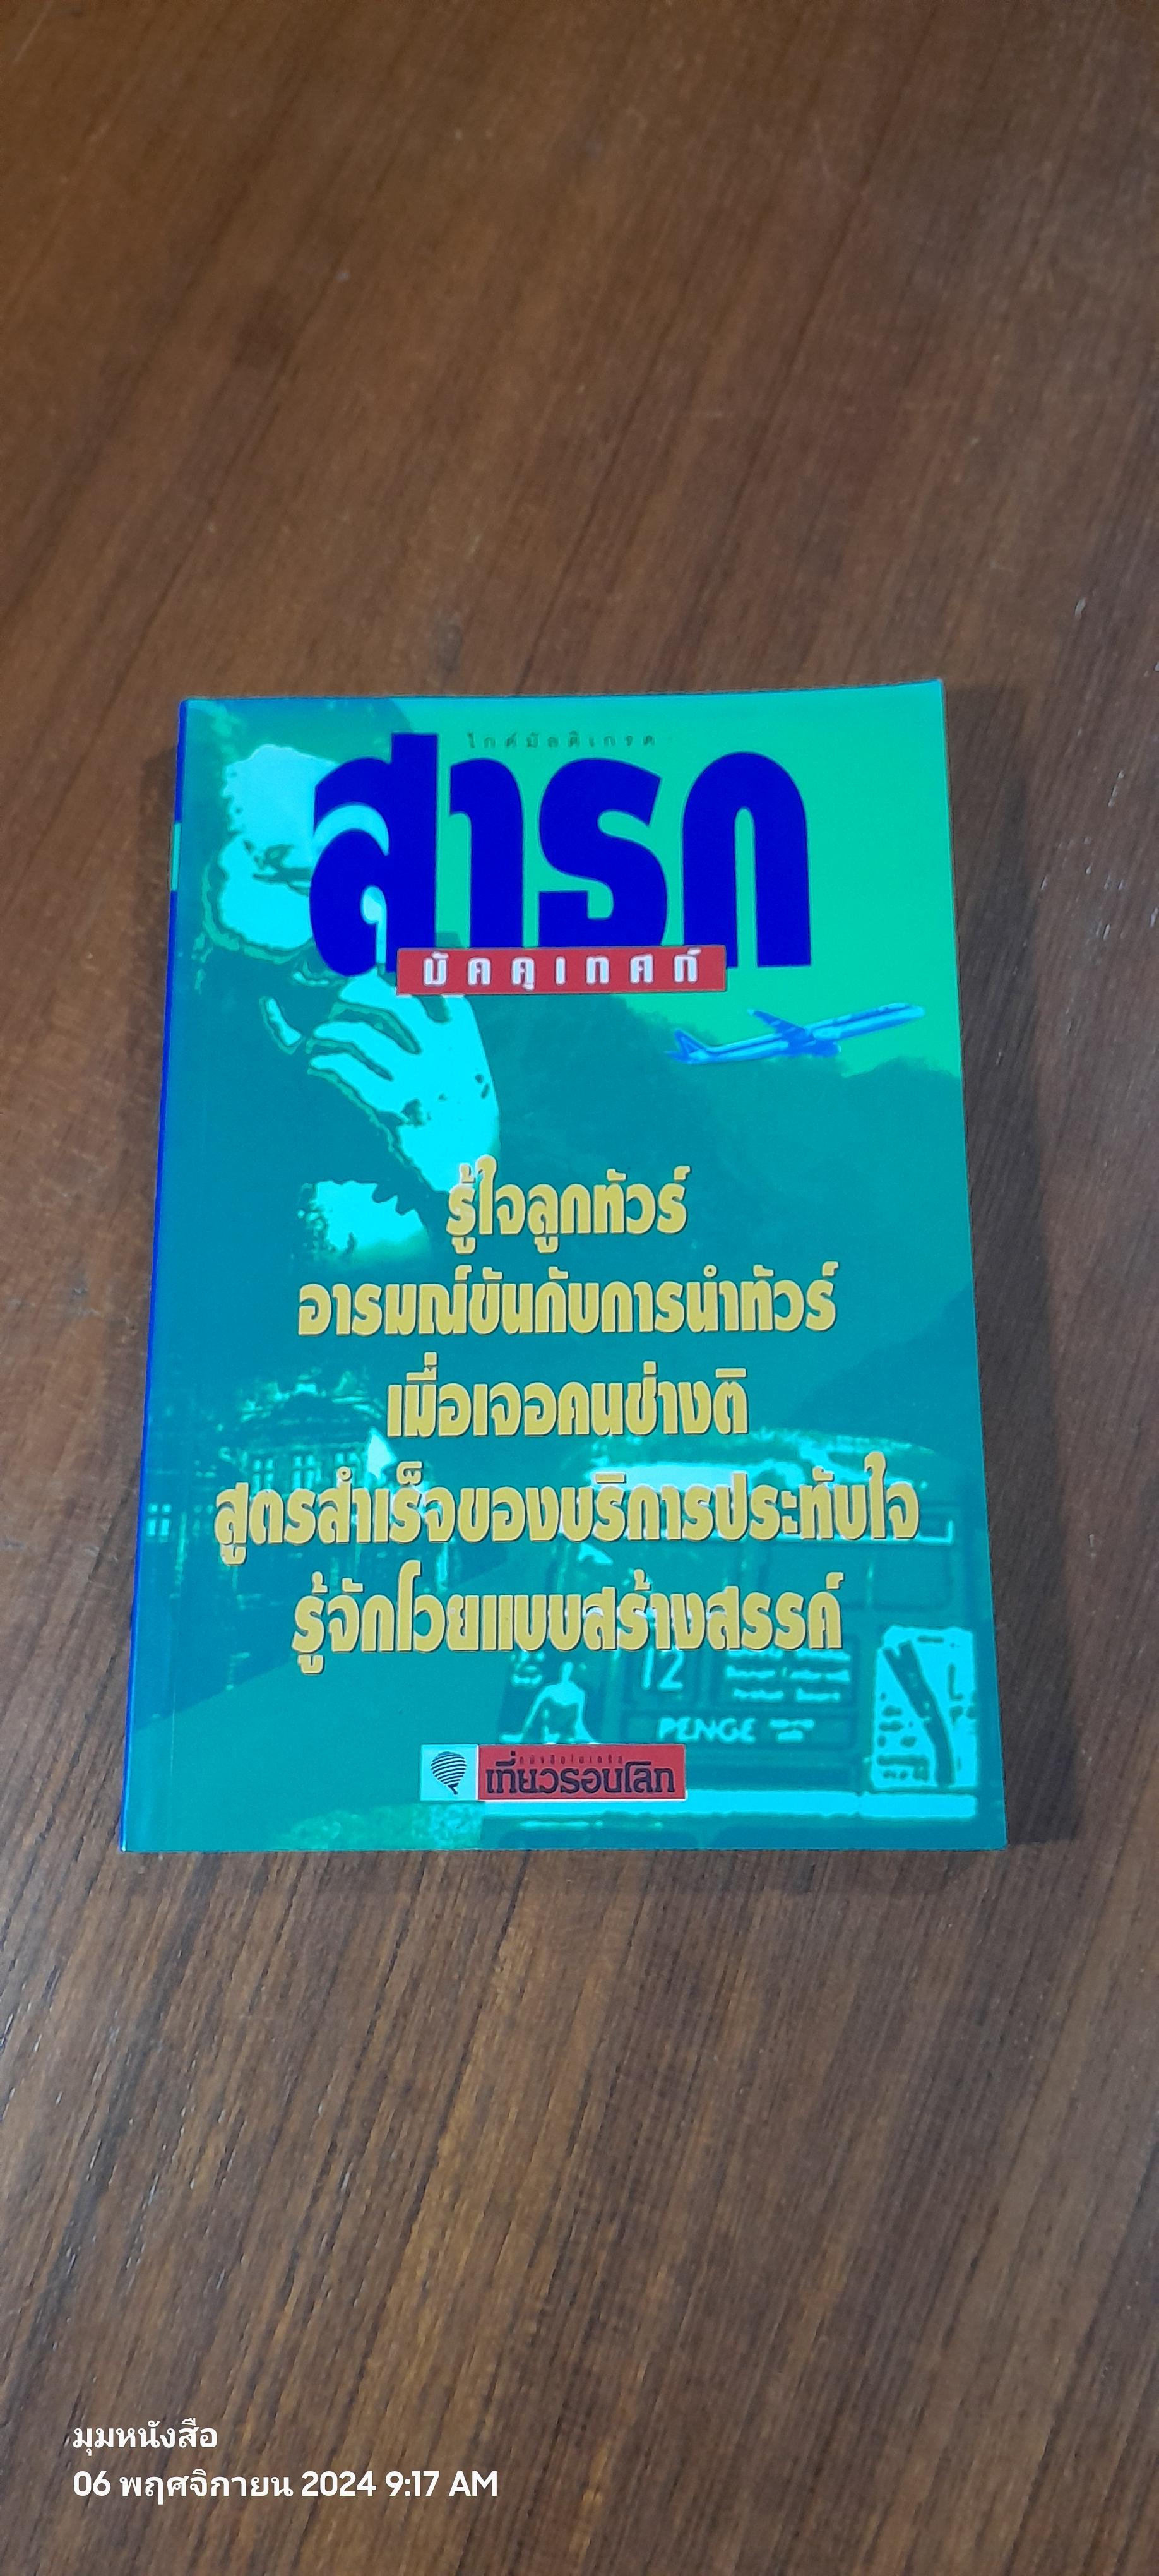 ไกด์มัลติเกรด
สารถ
มัคคุเทศก์
รู้ใจลูกทัวร์
อารมณ์ขันกับการนำทัวร์
เมื่อเจอคนช่างติ
สูตรสำเร็จของบริการประทับใจ
รู้จักโวยแบบสร้างสรรค์
12
PENGE
เที่ยวรอบโลก
มุมหนังสือ
06 พฤศจิกายน 2024 9:17 AM